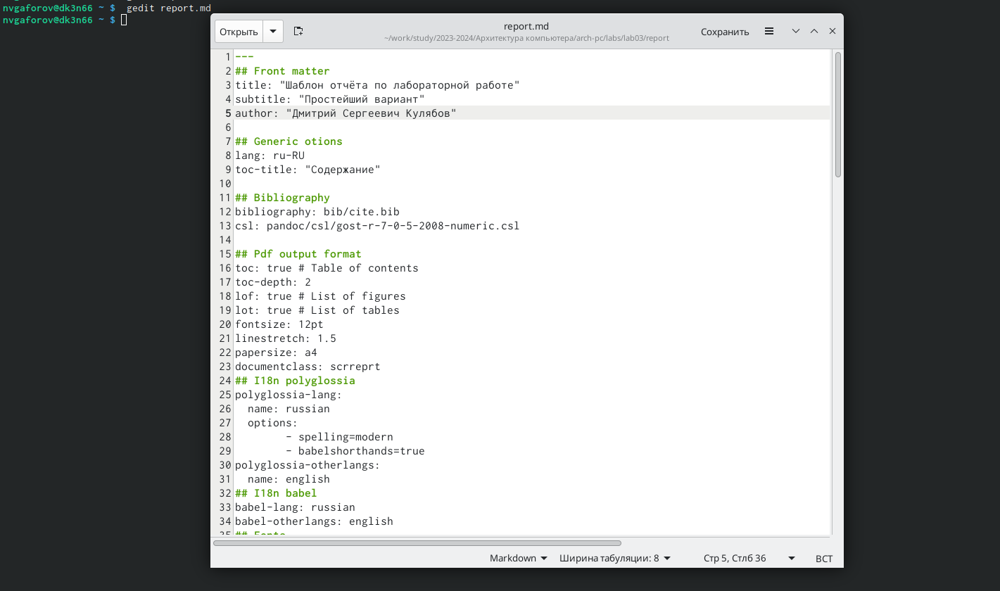 nvgaforov@dk3n66 ~ $  gedit report.md
nvgaforov@dk3n66 ~ $
Открыть
report.md
~/work/study/2023-2024/Архитектура компьютера/arch-pc/labs/lab03/report
Сохранить
1 ---
2 ## Front matter
3 title: "Шаблон отчёта по лабораторной работе"
4 subtitle: "Простейший вариант"
5 author: "Дмитрий Сергеевич Кулябов"
6
7 ## Generic otions
8 lang: ru-RU
9 toc-title: "Содержание"
10
11 ## Bibliography
12 bibliography: bib/cite.bib
13 csl: pandoc/csl/gost-r-7-0-5-2008-numeric.csl
14
15 ## Pdf output format
16 toc: true # Table of contents
17 toc-depth: 2
18 lof: true # List of figures
19 lot: true # List of tables
20 fontsize: 12pt
21 linestretch: 1.5
22 papersize: a4
23 documentclass: scrreprt
24 ## I18n polyglossia
25 polyglossia-lang:
26   name: russian
27   options:
28         - spelling=modern
29         - babelshorthands=true
30 polyglossia-otherlangs:
31   name: english
32 ## I18n babel
33 babel-lang: russian
34 babel-otherlangs: english
35 ## Fonts
Markdown
Ширина табуляции: 8
Стр 5, Стлб 36
ВСТ